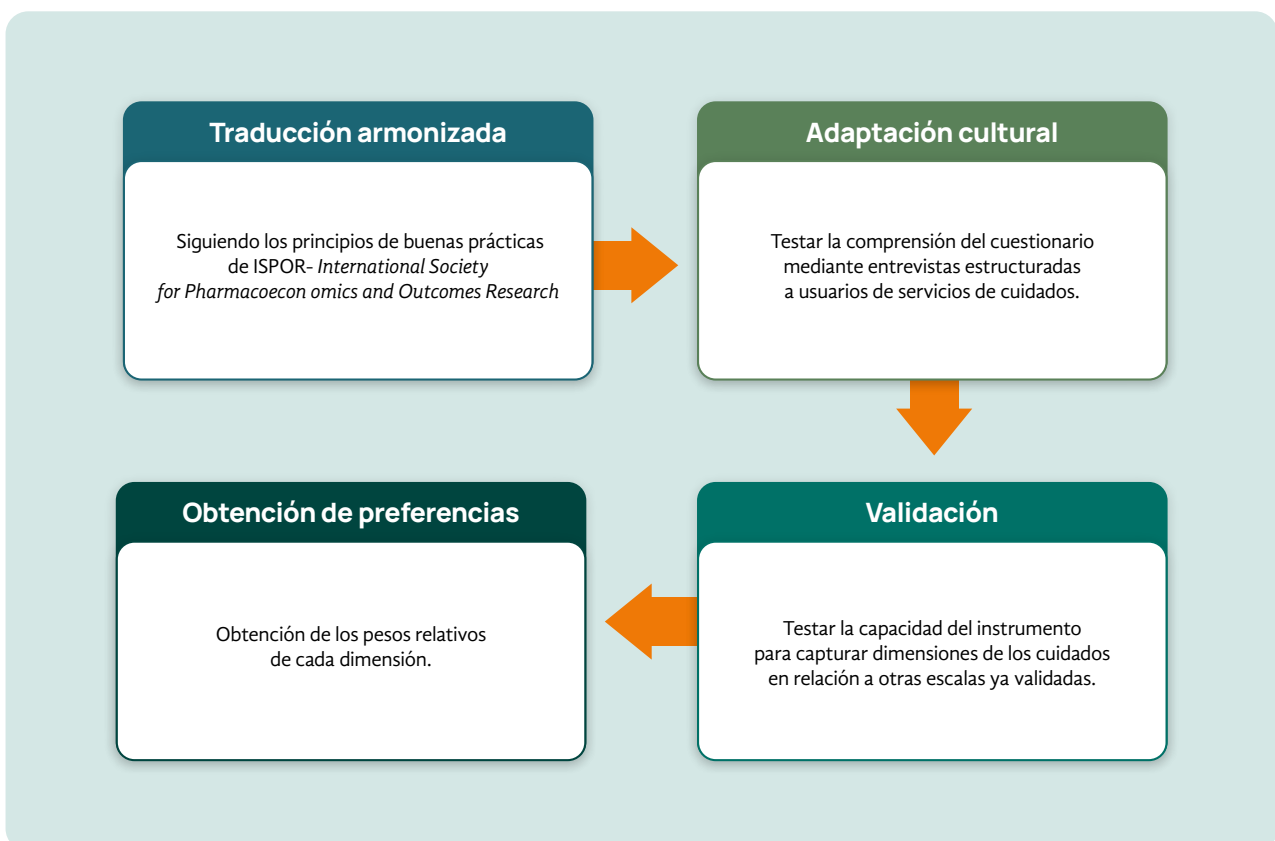 Traducción armonizada
Siguiendo los principios de buenas prácticas
de ISPOR- International Society
for Pharmacoecon omics and Outcomes Research
Adaptación cultural
Testar la comprensión del cuestionario
mediante entrevistas estructuradas
a usuarios de servicios de cuidados.
Validación
Testar la capacidad del instrumento
para capturar dimensiones de los cuidados
en relación a otras escalas ya validadas.
Obtención de preferencias
Obtención de los pesos relativos
de cada dimensión.